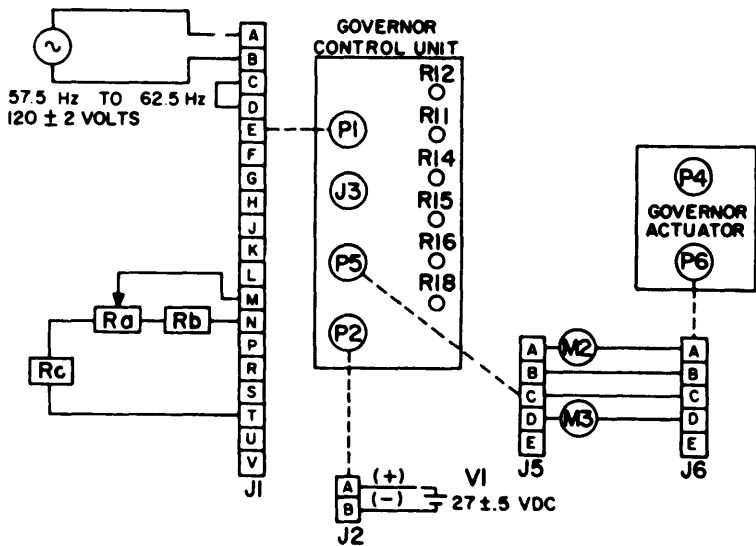 GOVERNOR
CONTROL UNIT
57.5 Hz TO 62.5 Hz
120 ± 2 VOLTS
A
B
C
D
E
F
G
H
J
K
L
M
N
P
R
S
T
U
V
J1
Ra
Rb
Rc
P1
J3
P5
P2
R12
R11
R14
R15
R16
R18
P4
GOVERNOR
ACTUATOR
P6
A
B
C
D
E
J5
M2
M3
A
B
C
D
E
J6
A
B
J2
(+)
(-)
V1
27±.5 VDC